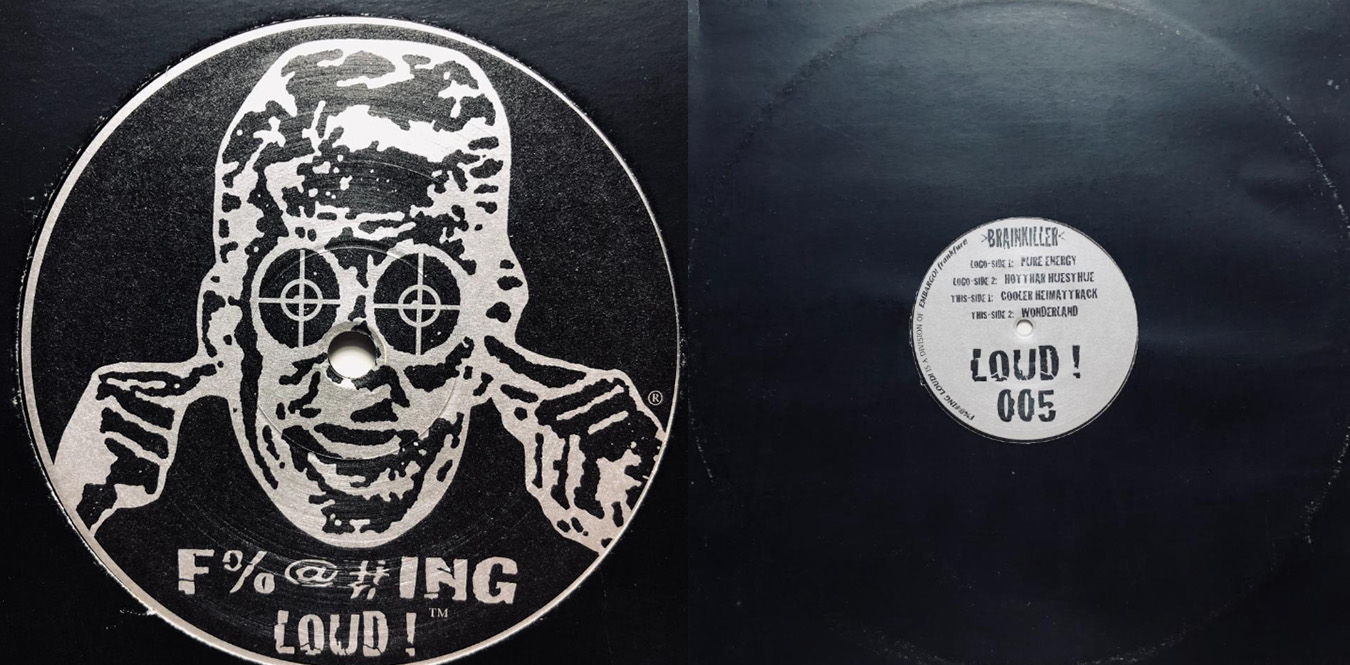 F%@#ING
LOUD!
TM
®
>BRAINKILLER<
LOGO-SIDE 1: PURE ENERGY
LOGO-SIDE 2: HOTTHAR HUESTHUE
THIS-SIDE 1: COOLER HEIMATTRACK
THIS-SIDE 2: WONDERLAND
LOUD!
005
F%@#ING LOUD! IS A DIVISION OF EMBARGO! frankfurt